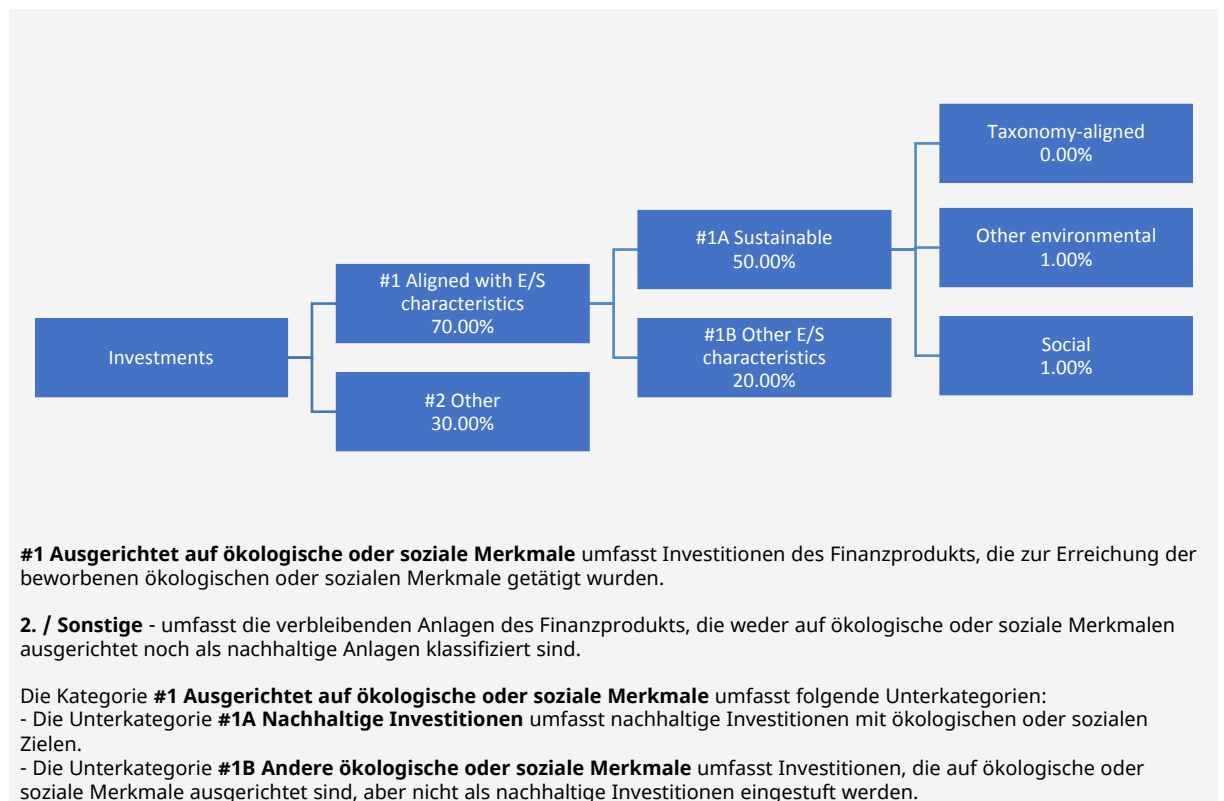 Taxonomy-aligned
0.00%
#1A Sustainable
50.00%
Other environmental
1.00%
#1 Aligned with E/S
characteristics
70.00%
Investments
#1B Other E/S
characteristics
20.00%
Social
1.00%
#2 Other
30.00%
#1 Ausgerichtet auf ökologische oder soziale Merkmale umfasst Investitionen des Finanzprodukts, die zur Erreichung der
beworbenen ökologischen oder sozialen Merkmale getätigt wurden.
2. / Sonstige - umfasst die verbleibenden Anlagen des Finanzprodukts, die weder auf ökologische oder soziale Merkmalen
ausgerichtet noch als nachhaltige Anlagen klassifiziert sind.
Die Kategorie #1 Ausgerichtet auf ökologische oder soziale Merkmale umfasst folgende Unterkategorien:
- Die Unterkategorie #1A Nachhaltige Investitionen umfasst nachhaltige Investitionen mit ökologischen oder sozialen
Zielen.
- Die Unterkategorie #1B Andere ökologische oder soziale Merkmale umfasst Investitionen, die auf ökologische oder
soziale Merkmale ausgerichtet sind, aber nicht als nachhaltige Investitionen eingestuft werden.